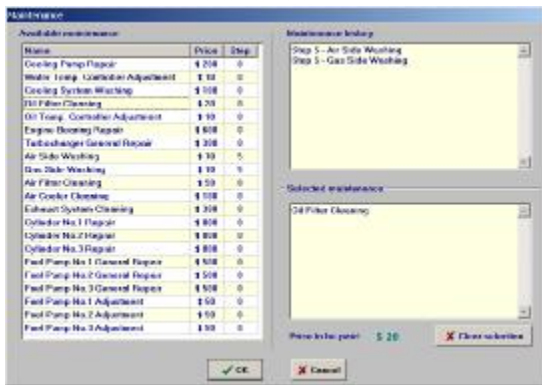 Maintenance
Available maintenance
Name Price Step
Cooling Pump Repair $ 200 0
Water Temp. Controller Adjustment $ 10 0
Cooling System Washing $ 100 0
Oil Filter Cleaning $ 20 0
Oil Temp. Controller Adjustment $ 10 0
Engine Bearing Repair $ 600 0
Turbocharger General Repair $ 300 0
Air Side Washing $ 10 5
Gas Side Washing $ 10 5
Air Filter Cleaning $ 50 0
Air Cooler Cleaning $ 100 0
Exhaust System Cleaning $ 300 0
Cylinder No.1 Repair $ 800 0
Cylinder No.2 Repair $ 800 0
Cylinder No.3 Repair $ 800 0
Fuel Pump No.1 General Repair $ 500 0
Fuel Pump No.2 General Repair $ 500 0
Fuel Pump No.3 General Repair $ 500 0
Fuel Pump No.1 Adjustment $ 50 0
Fuel Pump No.2 Adjustment $ 50 0
Fuel Pump No.3 Adjustment $ 50 0
Maintenance history
Step 5 - Air Side Washing
Step 5 - Gas Side Washing
Selected maintenance
Oil Filter Cleaning
Price to be paid: $ 20
Clear selection
OK
Cancel